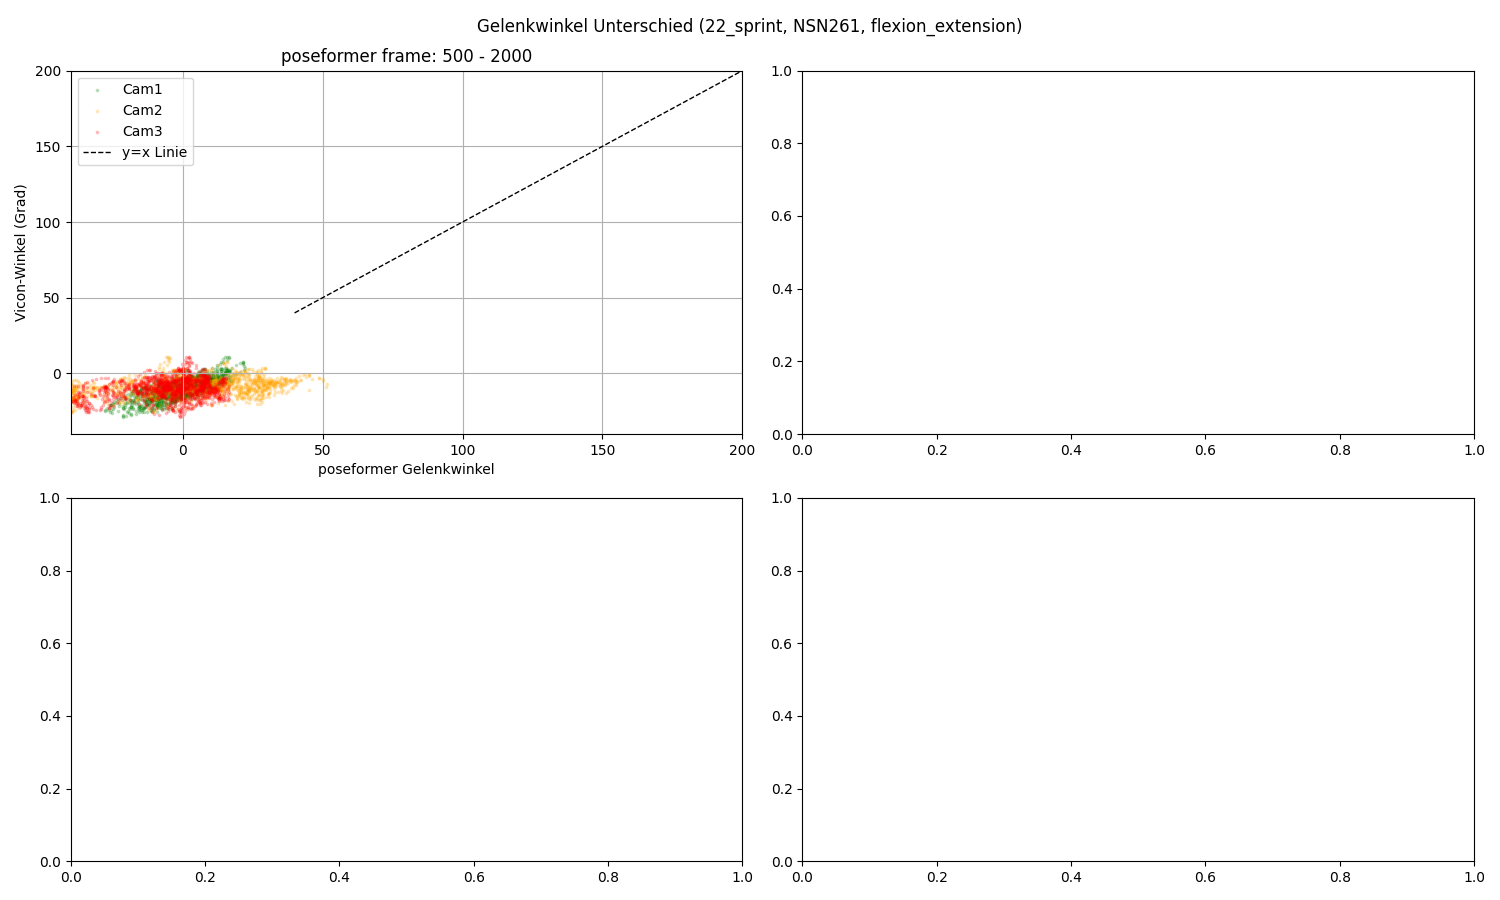 Gelenkwinkel Unterschied (22_sprint, NSN261, flexion_extension)
poseformer frame: 500 - 2000
Cam1
Cam2
Cam3
y=x Linie
Vicon-Winkel (Grad)
200
150
100
50
0
0 50 100 150 200
poseformer Gelenkwinkel
1.0
0.8
0.6
0.4
0.2
0.0
0.0 0.2 0.4 0.6 0.8 1.0
1.0
0.8
0.6
0.4
0.2
0.0
0.0 0.2 0.4 0.6 0.8 1.0
1.0
0.8
0.6
0.4
0.2
0.0
0.0 0.2 0.4 0.6 0.8 1.0